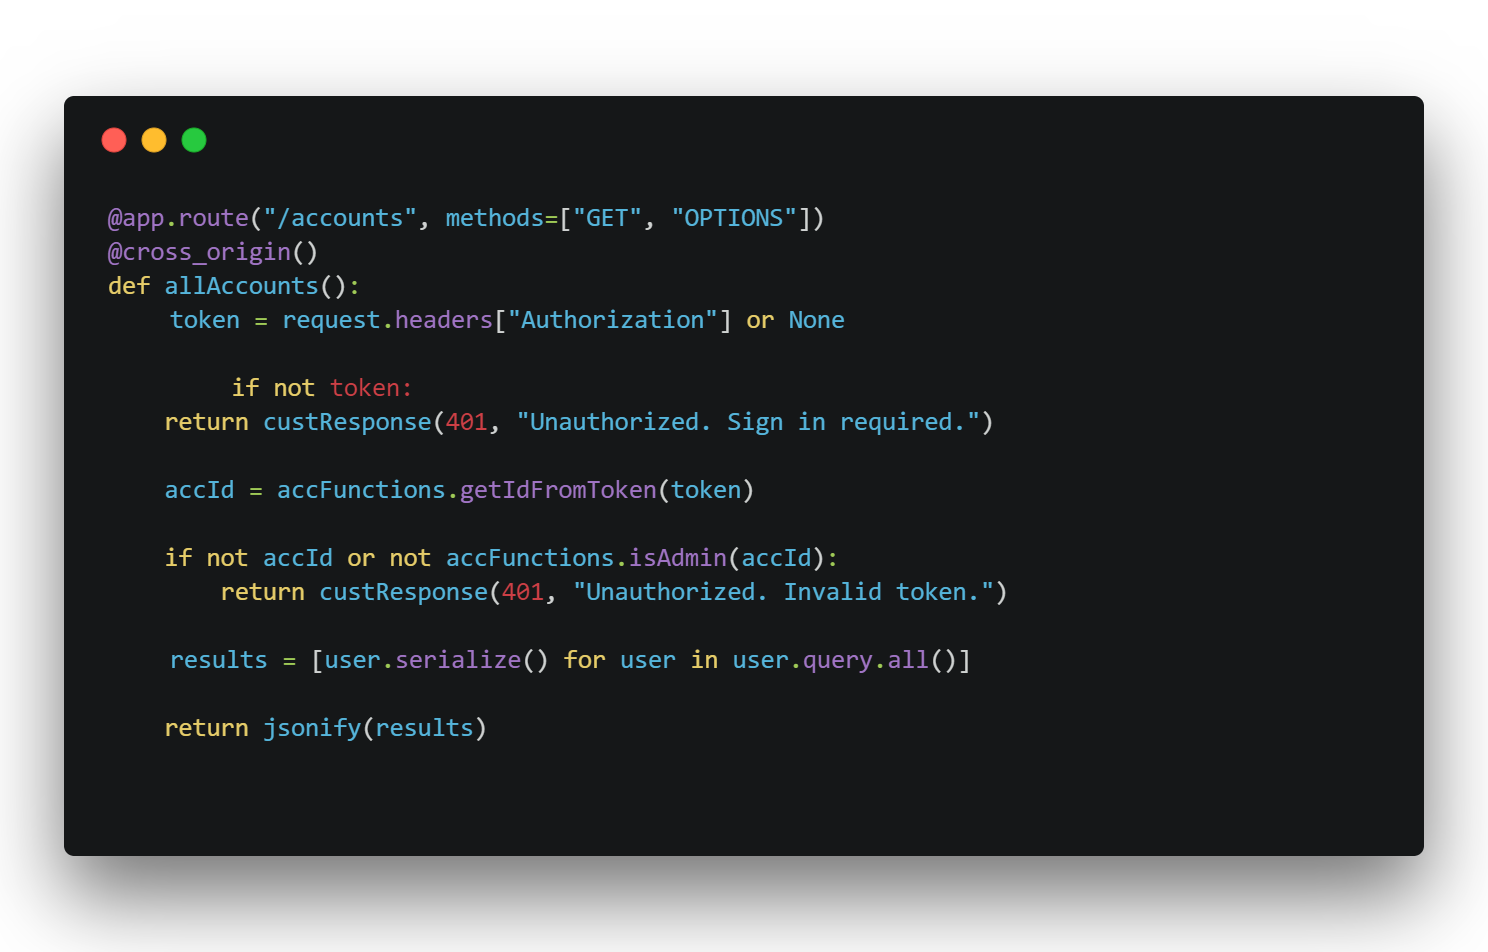 @app.route("/accounts", methods=["GET", "OPTIONS"])
@cross_origin()
def allAccounts():
    token = request.headers["Authorization"] or None
        if not token:
    return custResponse(401, "Unauthorized. Sign in required.")
    accId = accFunctions.getIdFromToken(token)
    if not accId or not accFunctions.isAdmin(accId):
        return custResponse(401, "Unauthorized. Invalid token.")
    results = [user.serialize() for user in user.query.all()]
    return jsonify(results)